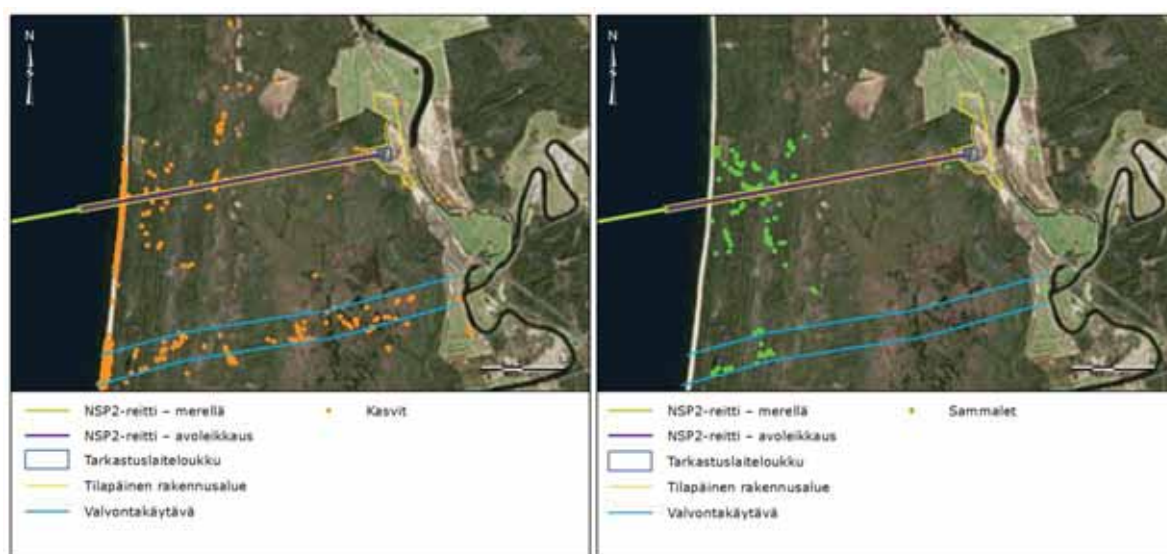 N
S
NSP2-reitti – merellä
Kasvit
NSP2-reitti – avoleikkaus
Tarkastuslaiteloukku
Tilapäinen rakennusalue
Valvontakäytävä
N
S
NSP2-reitti – merellä
Sammalet
NSP2-reitti – avoleikkaus
Tarkastuslaiteloukku
Tilapäinen rakennusalue
Valvontakäytävä